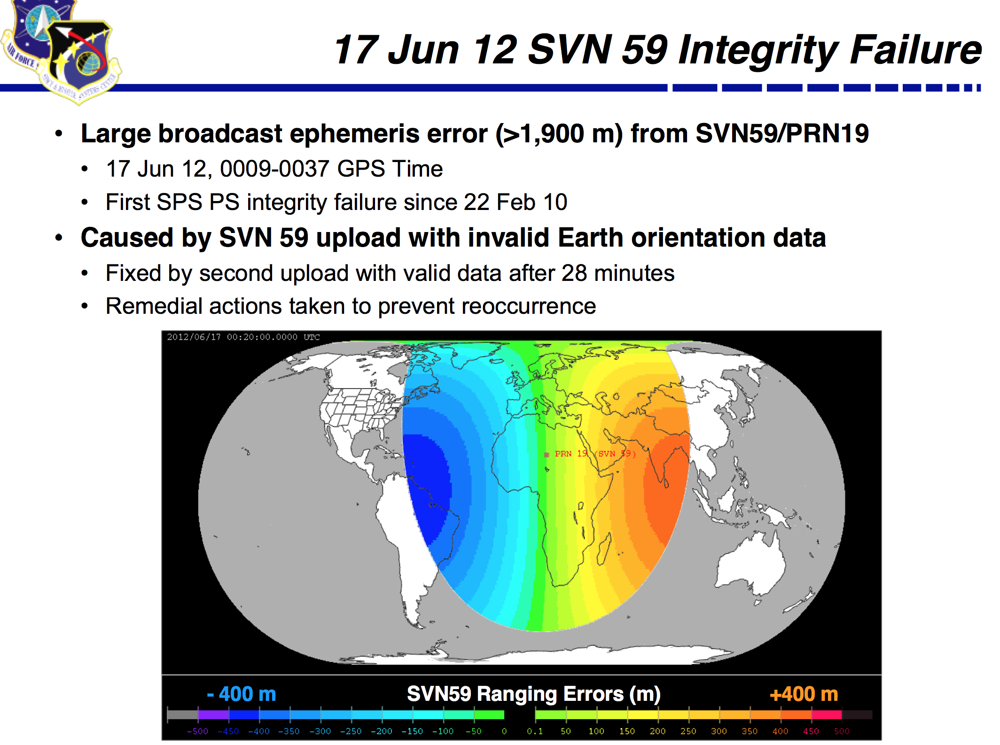 AIR FORCE
SPACE & MISSILE SYSTEMS CENTER
17 Jun 12 SVN 59 Integrity Failure
• Large broadcast ephemeris error (>1,900 m) from SVN59/PRN19
• 17 Jun 12, 0009-0037 GPS Time
• First SPS PS integrity failure since 22 Feb 10
• Caused by SVN 59 upload with invalid Earth orientation data
• Fixed by second upload with valid data after 28 minutes
• Remedial actions taken to prevent reoccurrence
2012/06/17 00:20:00.0000 UTC
PRN 19 (SVN 59)
- 400 m SVN59 Ranging Errors (m) +400 m
-500 -450 -400 -350 -300 -250 -200 -150 -100 -50 0 0.1 50 100 150 200 250 300 350 400 450 500